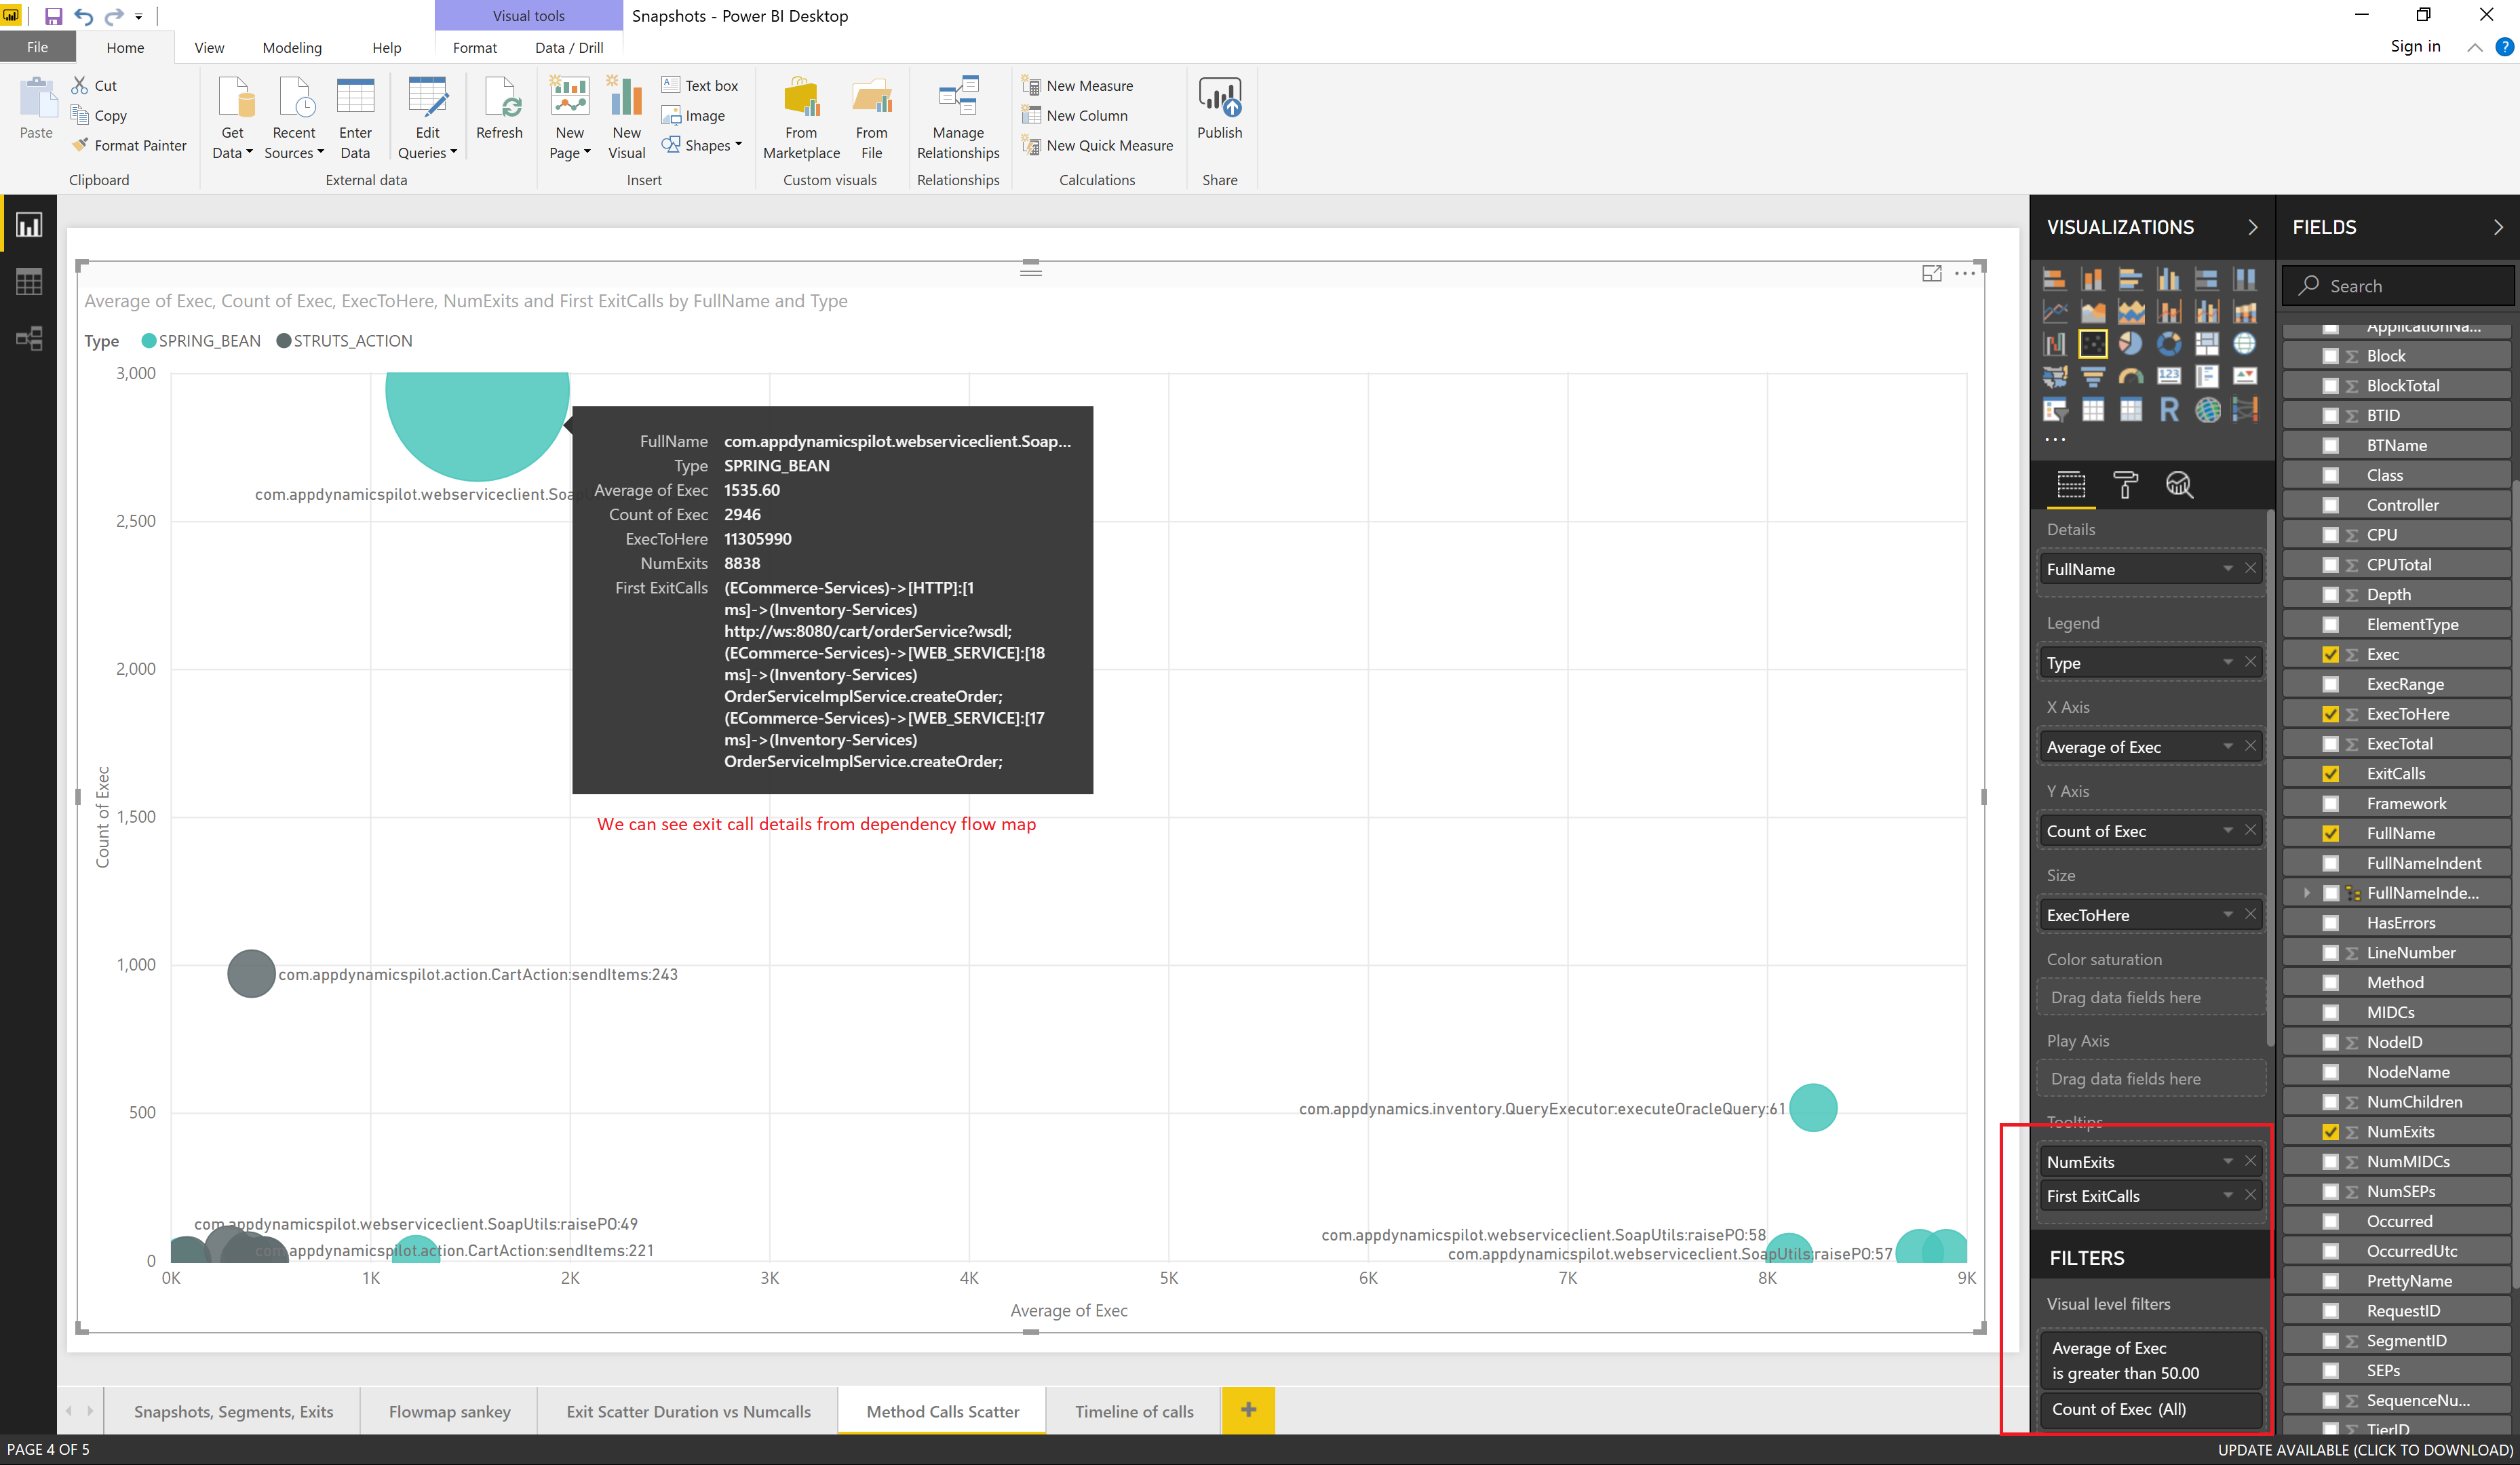 Visual tools
Snapshots - Power BI Desktop
File
Home
View
Modeling
Help
Format
Data / Drill
Sign in
?
Paste
Cut
Copy
Format Painter
Clipboard
Get
Data
Recent
Sources
Enter
Data
Edit
Queries
Refresh
External data
New
Page
New
Visual
Text box
Image
Shapes
Insert
From
Marketplace
From
File
Custom visuals
Manage
Relationships
Relationships
New Measure
New Column
New Quick Measure
Calculations
Publish
Share
Average of Exec, Count of Exec, ExecToHere, NumExits and First ExitCalls by FullName and Type
Type
SPRING_BEAN
STRUTS_ACTION
Count of Exec
3,000
2,500
2,000
1,500
1,000
500
0
com.appdynamicspilot.webserviceclient.Soa
FullName com.appdynamicspilot.webserviceclient.Soap...
Type SPRING_BEAN
Average of Exec 1535.60
Count of Exec 2946
ExecToHere 11305990
NumExits 8838
First ExitCalls (ECommerce-Services)->[HTTP]:[1
ms]->(Inventory-Services)
http://ws:8080/cart/orderService?wsdl;
(ECommerce-Services)->[WEB_SERVICE]:[18
ms]->(Inventory-Services)
OrderServiceImplService.createOrder;
(ECommerce-Services)->[WEB_SERVICE]:[17
ms]->(Inventory-Services)
OrderServiceImplService.createOrder;
We can see exit call details from dependency flow map
com.appdynamicspilot.action.CartAction:sendItems:243
com.appdynamics.inventory.QueryExecutor:executeOracleQuery:61
com.appdynamicspilot.webserviceclient.SoapUtils:raisePO:49
com.appdynamicspilot.action.CartAction:sendItems:221
com.appdynamicspilot.webserviceclient.SoapUtils:raisePO:58
com.appdynamicspilot.webserviceclient.SoapUtils:raisePO:57
0K
1K
2K
3K
4K
5K
6K
7K
8K
9K
Average of Exec
VISUALIZATIONS
123
R
...
Details
FullName
Legend
Type
X Axis
Average of Exec
Y Axis
Count of Exec
Size
ExecToHere
Color saturation
Drag data fields here
Play Axis
Drag data fields here
Tooltips
NumExits
First ExitCalls
FILTERS
Visual level filters
Average of Exec
is greater than 50.00
Count of Exec (All)
FIELDS
Search
ApplicationNa...
Block
BlockTotal
BTID
BTName
Class
Controller
CPU
CPUTotal
Depth
ElementType
Exec
ExecRange
ExecToHere
ExecTotal
ExitCalls
Framework
FullName
FullNameIndent
FullNameInde...
HasErrors
LineNumber
Method
MIDCs
NodeID
NodeName
NumChildren
NumExits
NumMIDCs
NumSEPs
Occurred
OccurredUtc
PrettyName
RequestID
SegmentID
SEPs
SequenceNu...
TierID
Snapshots, Segments, Exits
Flowmap sankey
Exit Scatter Duration vs Numcalls
Method Calls Scatter
Timeline of calls
+
PAGE 4 OF 5
UPDATE AVAILABLE (CLICK TO DOWNLOAD)